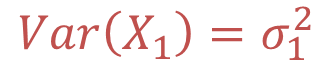 Var(X₁) = σ₁²